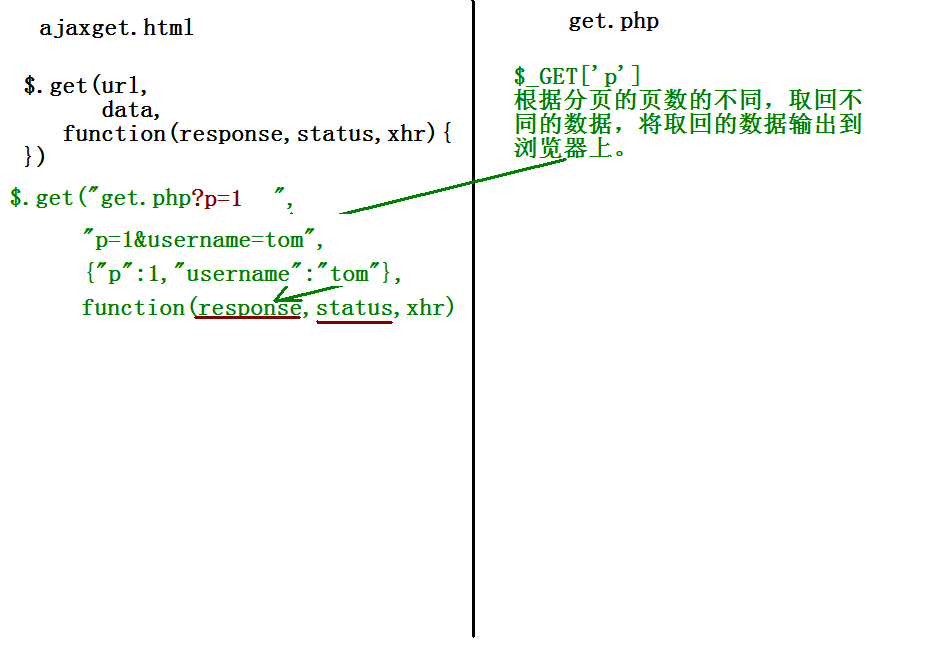 ajaxget.html
$.get(url,
data,
function(response,status,xhr){
})
$.get("get.php?p=1 ",
"p=1&username=tom",
{"p":1,"username":"tom"},
function(response,status,xhr)
get.php
$_GET['p']
根据分页的页数的不同，取回不
同的数据，将取回的数据输出到
浏览器上。